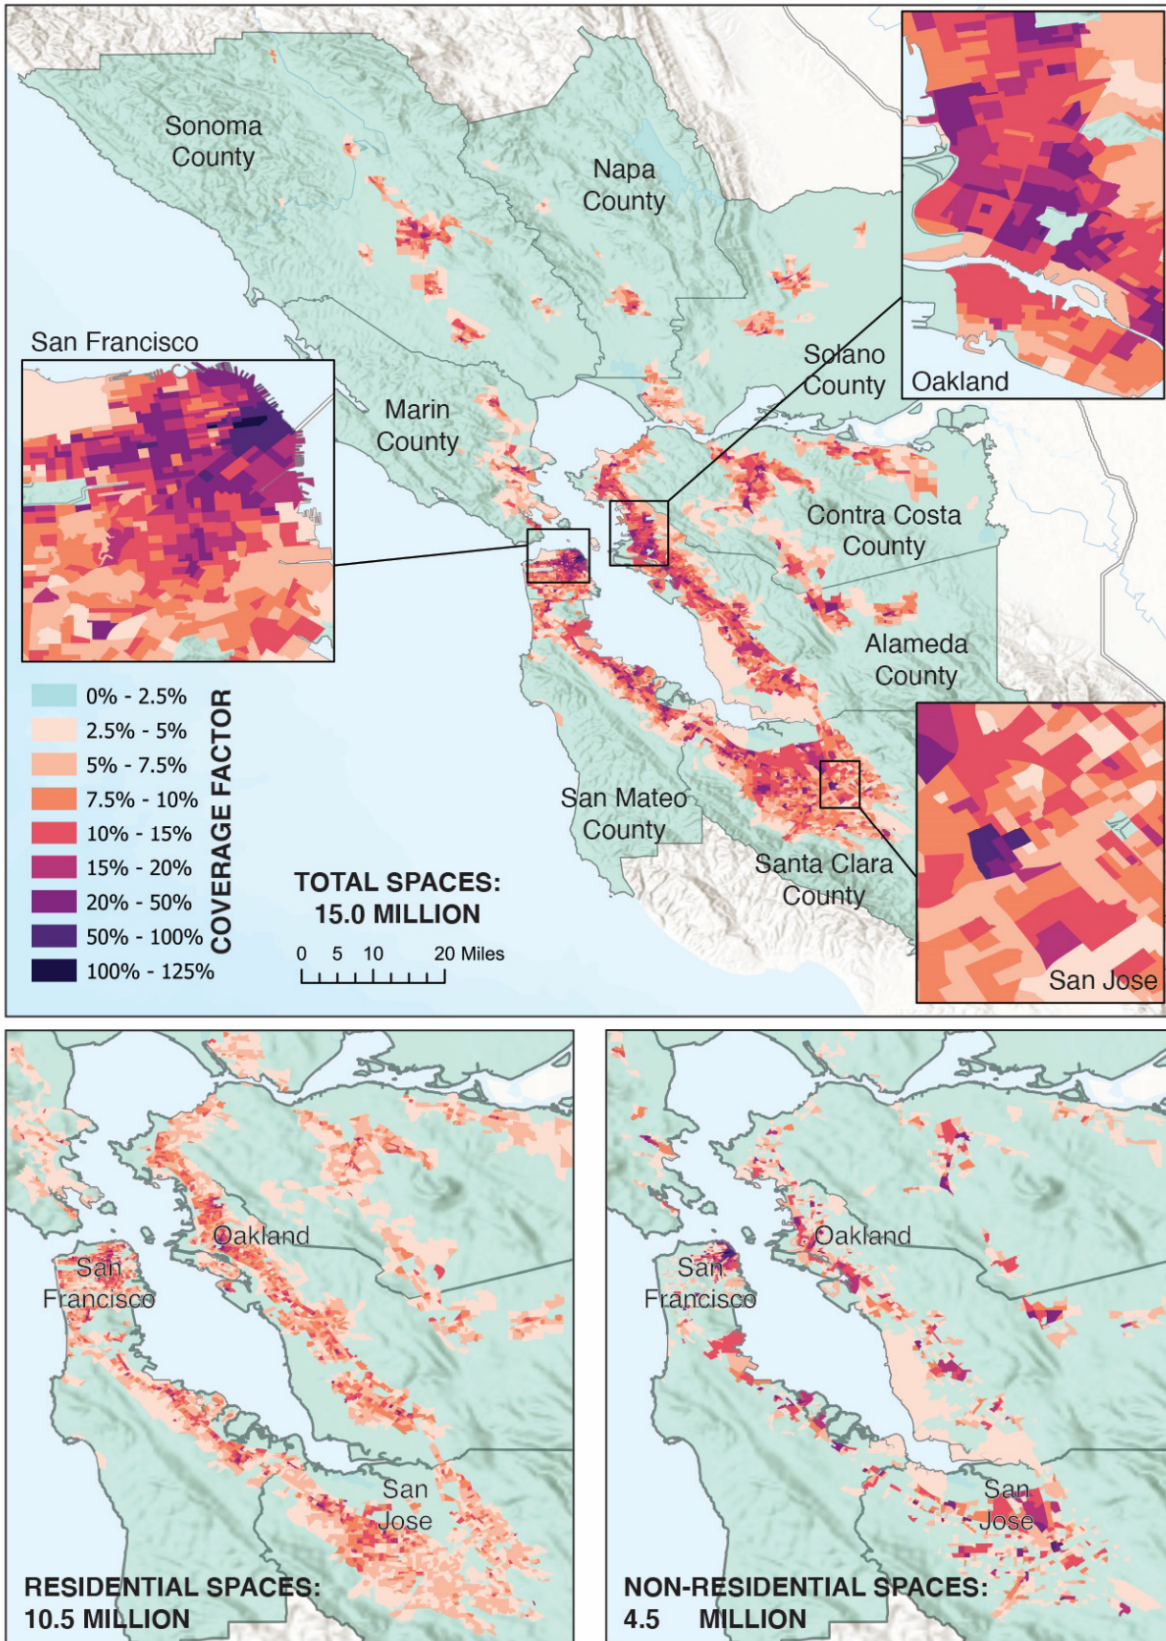 Sonoma
County
Napa
County
San Francisco
Marin
County
Solano
County
Oakland
Contra Costa
County
Alameda
County
0% - 2.5%
2.5% - 5%
5% - 7.5%
7.5% - 10%
10% - 15%
15% - 20%
20% - 50%
50% - 100%
100% - 125%
COVERAGE FACTOR
San Mateo
County
Santa Clara
County
TOTAL SPACES:
15.0 MILLION
0 5 10 20 Miles
San Jose
Oakland
San
Francisco
San
Jose
RESIDENTIAL SPACES:
10.5 MILLION
Oakland
San
Francisco
San
Jose
NON-RESIDENTIAL SPACES:
4.5 MILLION